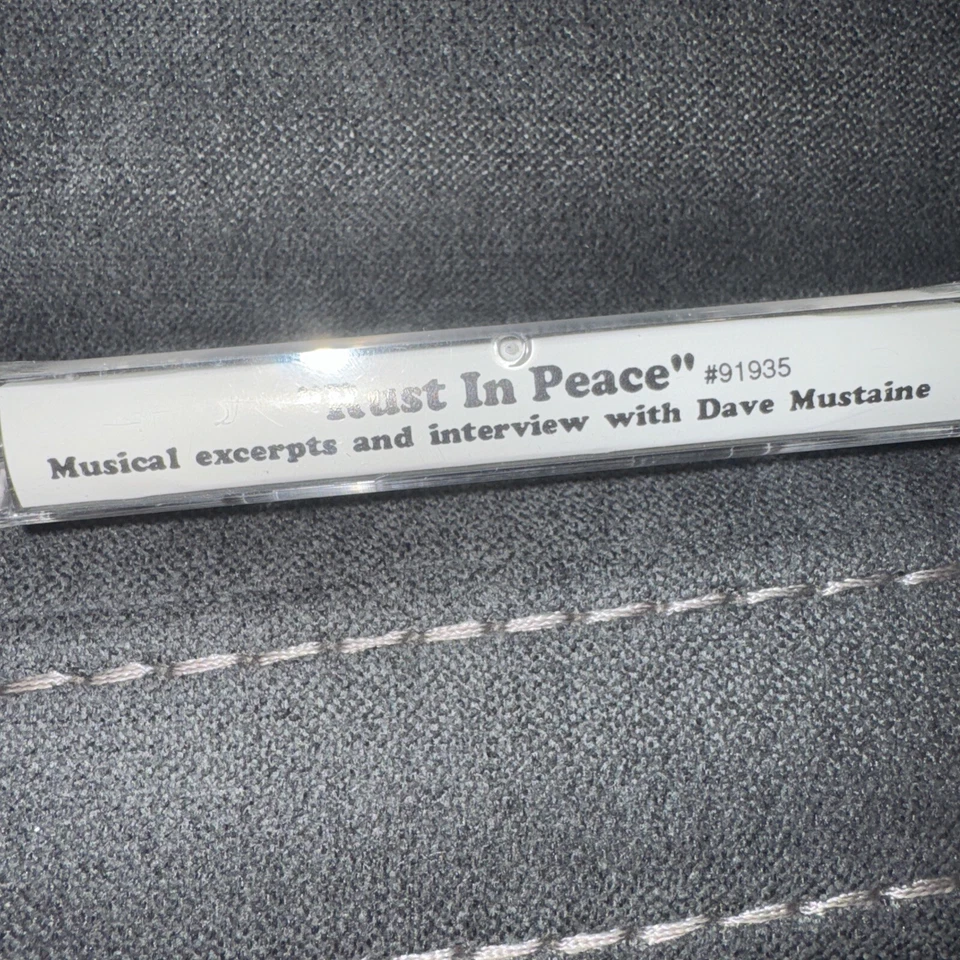 "Rust In Peace" #91935
Musical excerpts and interview with Dave Mustaine